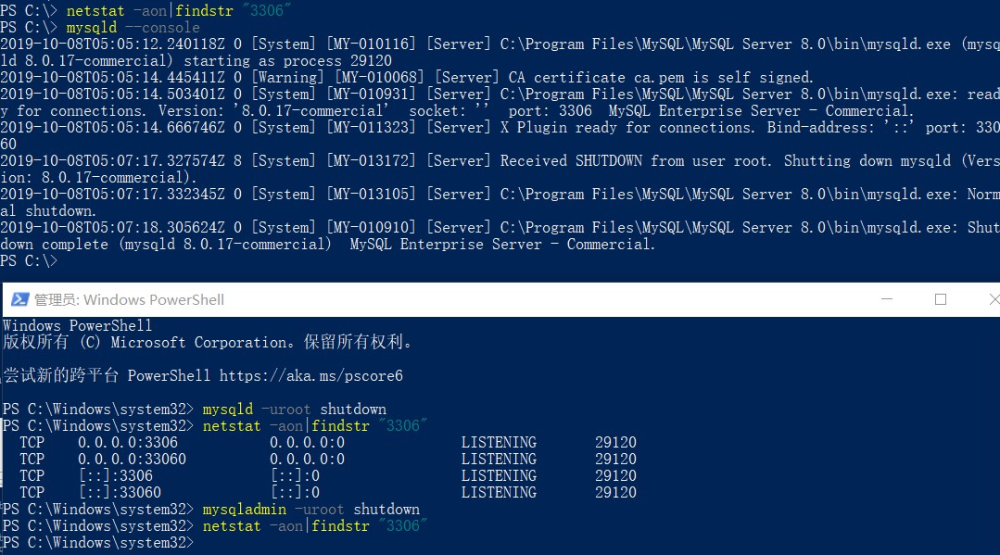 PS C:\> netstat -aon|findstr "3306"
PS C:\> mysqld --console
2019-10-08T05:05:12.240118Z 0 [System] [MY-010116] [Server] C:\Program Files\MySQL\MySQL Server 8.0\bin\mysqld.exe (mysq
ld 8.0.17-commercial) starting as process 29120
2019-10-08T05:05:14.445411Z 0 [Warning] [MY-010068] [Server] CA certificate ca.pem is self signed.
2019-10-08T05:05:14.503401Z 0 [System] [MY-010931] [Server] C:\Program Files\MySQL\MySQL Server 8.0\bin\mysqld.exe: read
y for connections. Version: '8.0.17-commercial'  socket: ''  port: 3306  MySQL Enterprise Server - Commercial.
2019-10-08T05:05:14.666746Z 0 [System] [MY-011323] [Server] X Plugin ready for connections. Bind-address: '::' port: 330
60
2019-10-08T05:07:17.327574Z 8 [System] [MY-013172] [Server] Received SHUTDOWN from user root. Shutting down mysqld (Vers
ion: 8.0.17-commercial).
2019-10-08T05:07:17.332345Z 0 [System] [MY-013105] [Server] C:\Program Files\MySQL\MySQL Server 8.0\bin\mysqld.exe: Norm
al shutdown.
2019-10-08T05:07:18.305624Z 0 [System] [MY-010910] [Server] C:\Program Files\MySQL\MySQL Server 8.0\bin\mysqld.exe: Shut
down complete (mysqld 8.0.17-commercial)  MySQL Enterprise Server - Commercial.
PS C:\>
管理员: Windows PowerShell
Windows PowerShell
版权所有 (C) Microsoft Corporation。保留所有权利。
尝试新的跨平台 PowerShell https://aka.ms/pscore6
PS C:\Windows\system32> mysqld -uroot shutdown
PS C:\Windows\system32> netstat -aon|findstr "3306"
TCP    0.0.0.0:3306           0.0.0.0:0              LISTENING       29120
TCP    0.0.0.0:33060          0.0.0.0:0              LISTENING       29120
TCP    [::]:3306              [::]:0                 LISTENING       29120
TCP    [::]:33060             [::]:0                 LISTENING       29120
PS C:\Windows\system32> mysqladmin -uroot shutdown
PS C:\Windows\system32> netstat -aon|findstr "3306"
PS C:\Windows\system32>